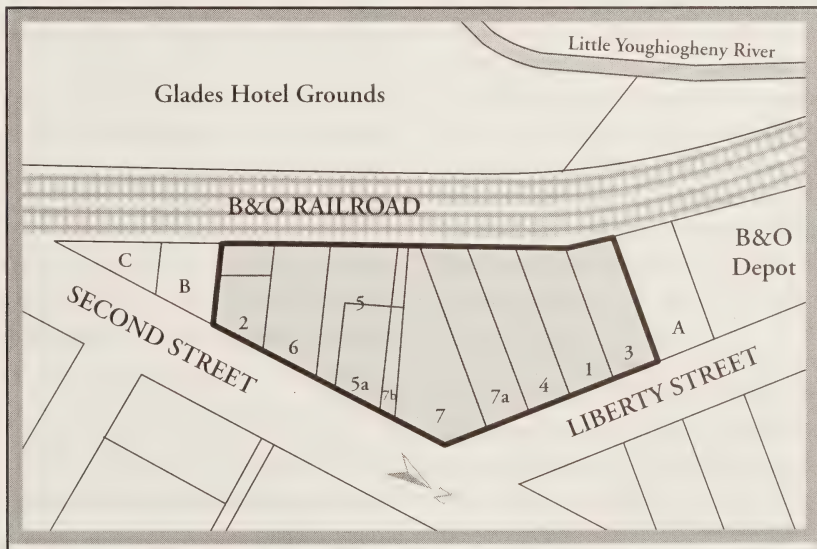 Little Youghiogheny River
Glades Hotel Grounds
B&O RAILROAD
B&O
Depot
C
B
A
SECOND STREET
2
6
5
5a
7b
7
7a
4
1
3
LIBERTY STREET
N